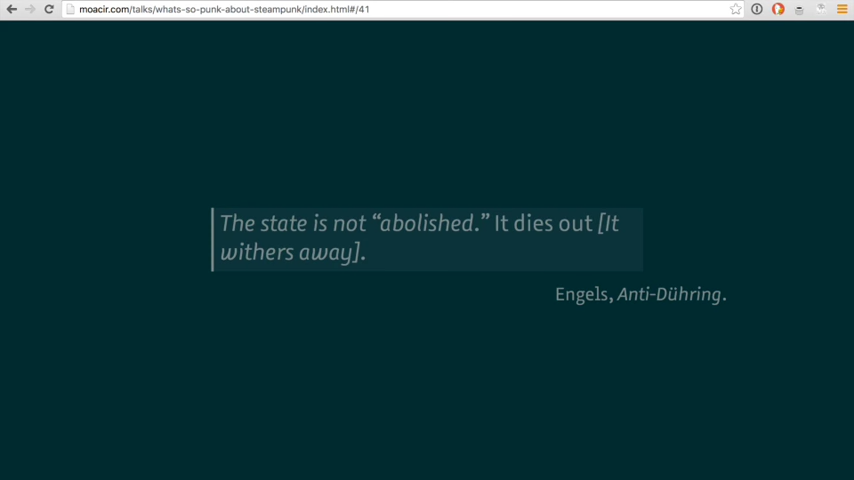 moacir.com/talks/whats-so-punk-about-steampunk/index.html#/41
The state is not “abolished.” It dies out [It
withers away].
Engels, Anti-Dühring.